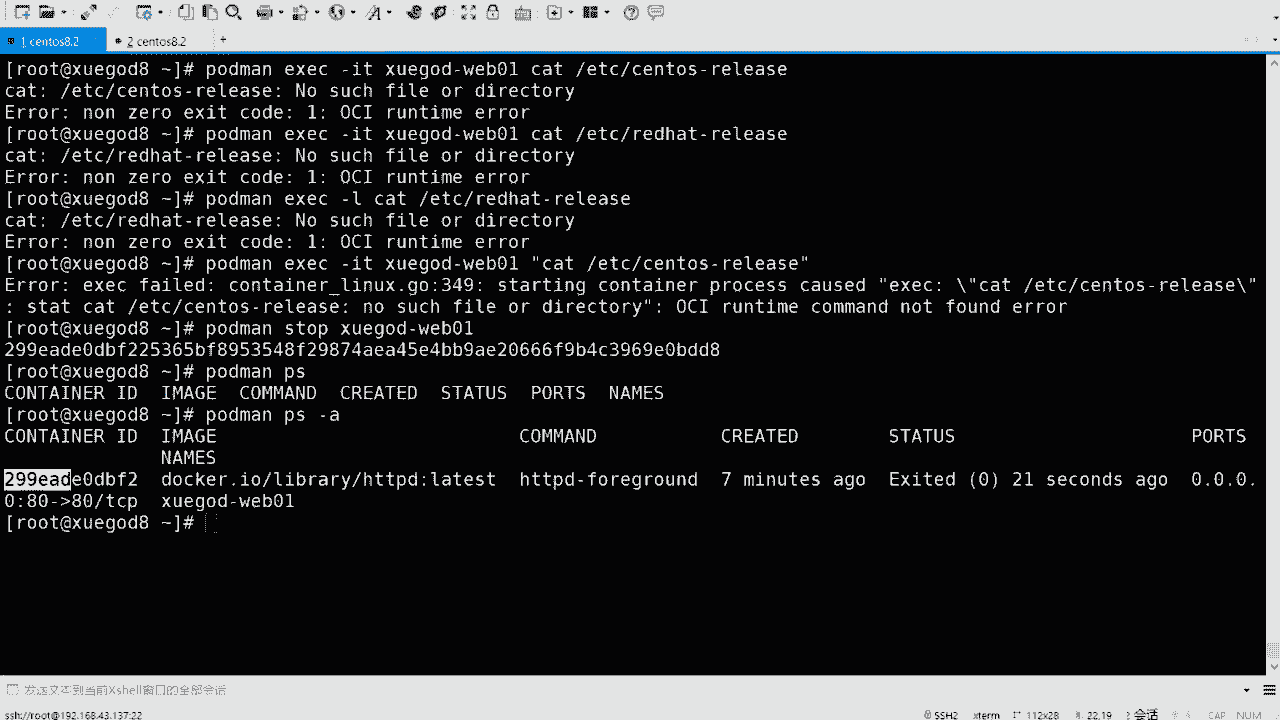 1 centos8.2
2 centos8.2
+
[root@xuegod8 ~]# podman exec -it xuegod-web01 cat /etc/centos-release
cat: /etc/centos-release: No such file or directory
Error: non zero exit code: 1: OCI runtime error
[root@xuegod8 ~]# podman exec -it xuegod-web01 cat /etc/redhat-release
cat: /etc/redhat-release: No such file or directory
Error: non zero exit code: 1: OCI runtime error
[root@xuegod8 ~]# podman exec -l cat /etc/redhat-release
cat: /etc/redhat-release: No such file or directory
Error: non zero exit code: 1: OCI runtime error
[root@xuegod8 ~]# podman exec -it xuegod-web01 "cat /etc/centos-release"
Error: exec failed: container_linux.go:349: starting container process caused "exec: \"cat /etc/centos-release\"
: stat cat /etc/centos-release: no such file or directory": OCI runtime command not found error
[root@xuegod8 ~]# podman stop xuegod-web01
299eade0dbf225365bf8953548f29874aea45e4bb9ae20666f9b4c3969e0bdd8
[root@xuegod8 ~]# podman ps
CONTAINER ID  IMAGE  COMMAND  CREATED  STATUS  PORTS  NAMES
[root@xuegod8 ~]# podman ps -a
CONTAINER ID  IMAGE                           COMMAND           CREATED        STATUS                     PORTS
              NAMES
299eade0dbf2  docker.io/library/httpd:latest  httpd-foreground  7 minutes ago  Exited (0) 21 seconds ago  0.0.0.
0:80->80/tcp  xuegod-web01
[root@xuegod8 ~]#
发送文本到当前Xshell窗口的全部会话
ssh://root@192.168.43.137:22
SSH2
xterm
112x28
22,19
会话
CAP
NUM